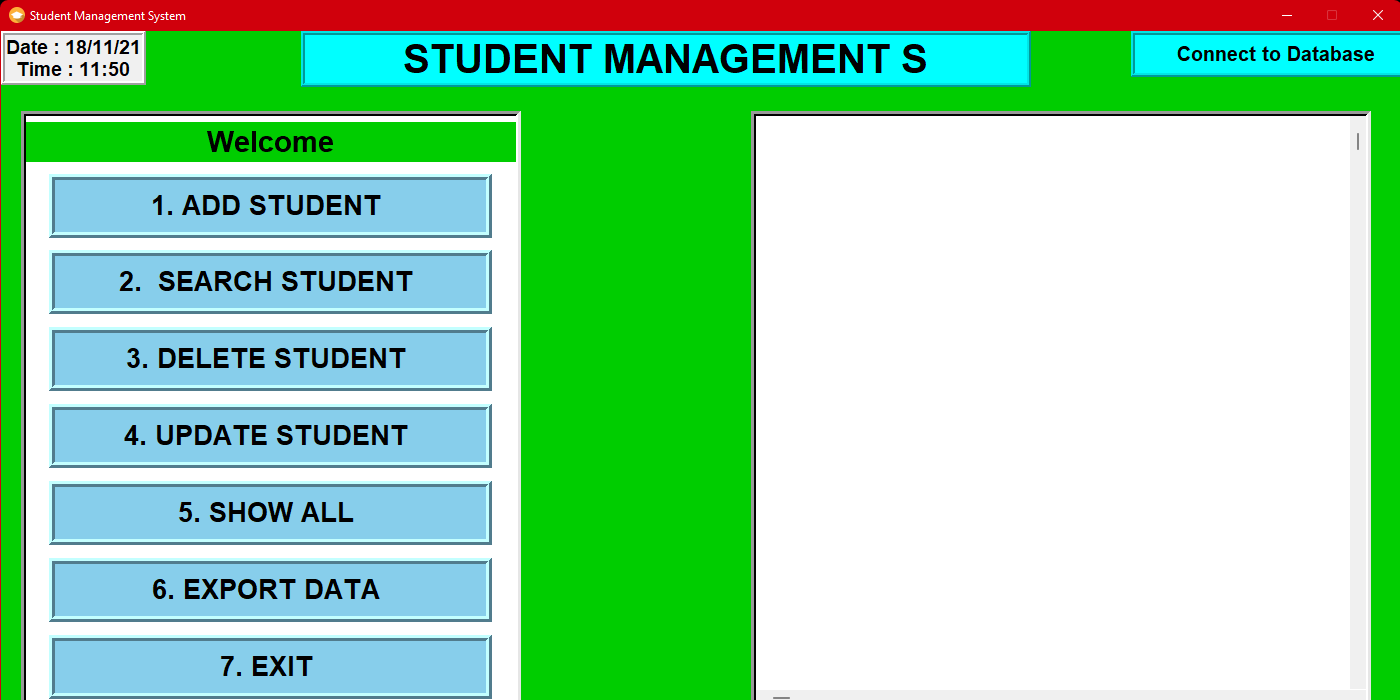 Student Management System
Date : 18/11/21
Time : 11:50
STUDENT MANAGEMENT S
Connect to Database
Welcome
1. ADD STUDENT
2.  SEARCH STUDENT
3. DELETE STUDENT
4. UPDATE STUDENT
5. SHOW ALL
6. EXPORT DATA
7. EXIT